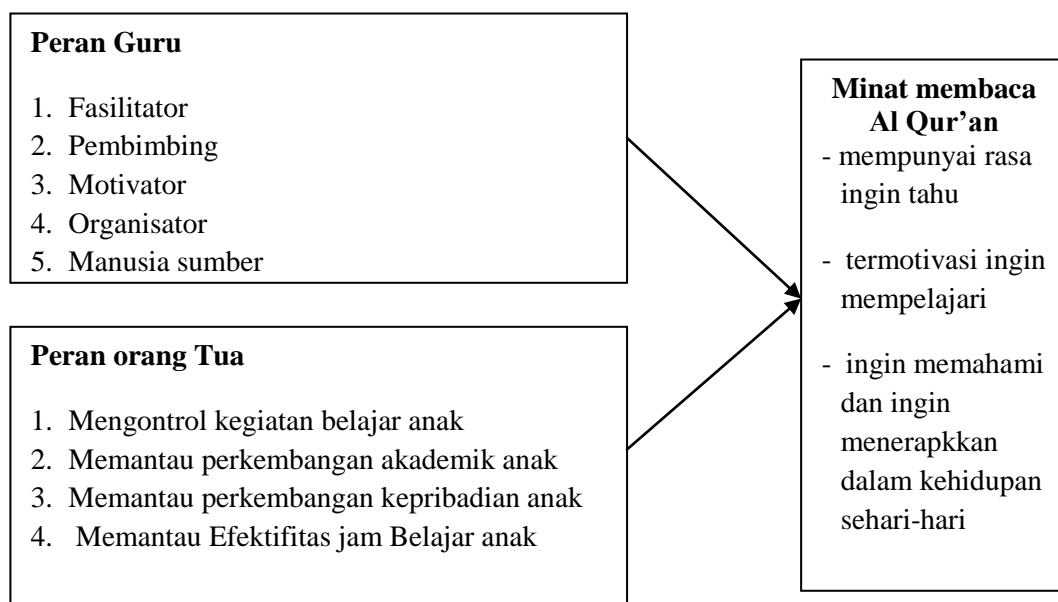 Peran Guru
1. Fasilitator
2. Pembimbing
3. Motivator
4. Organisator
5. Manusia sumber
Peran orang Tua
1. Mengontrol kegiatan belajar anak
2. Memantau perkembangan akademik anak
3. Memantau perkembangan kepribadian anak
4. Memantau Efektifitas jam Belajar anak
Minat membaca
Al Qur’an
- mempunyai rasa
ingin tahu
- termotivasi ingin
mempelajari
- ingin memahami
dan ingin
menerapkkan
dalam kehidupan
sehari-hari